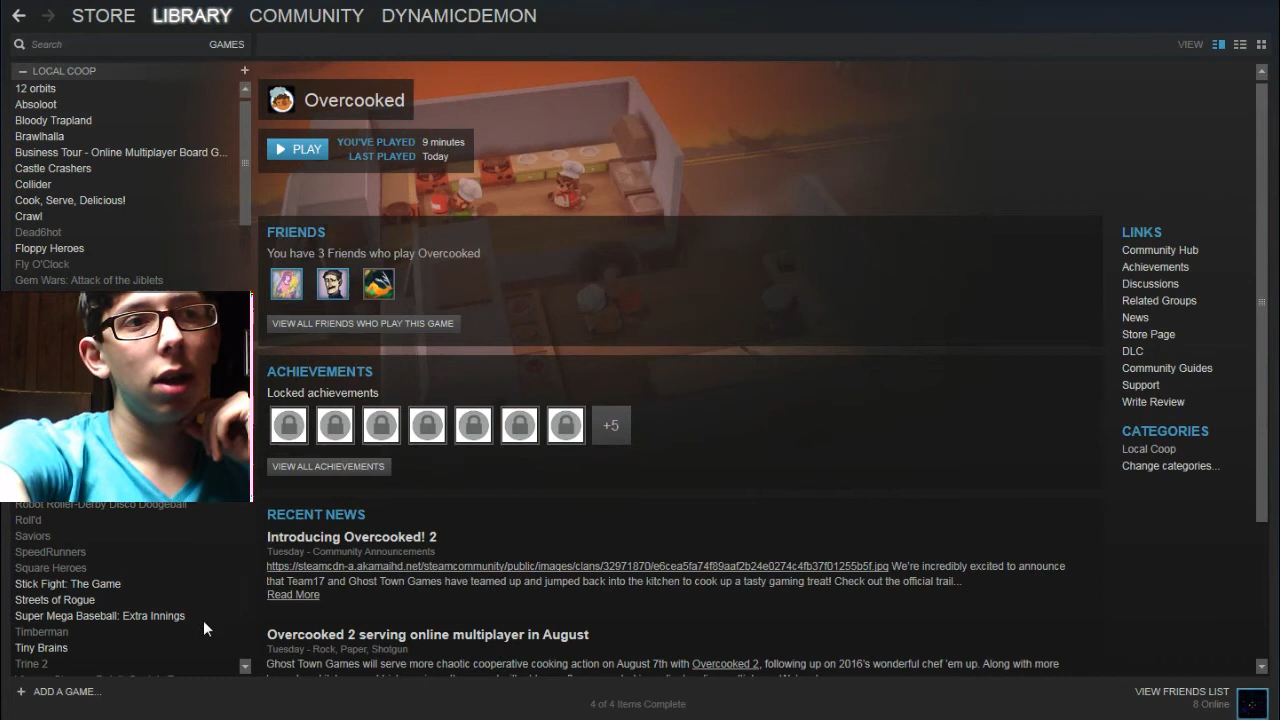 STORE LIBRARY COMMUNITY DYNAMICDEMON
Search GAMES
VIEW
LOCAL COOP
12 orbits
Absoloot
Bloody Trapland
Brawlhalla
Business Tour - Online Multiplayer Board G...
Castle Crashers
Collider
Cook, Serve, Delicious!
Crawl
Dead6hot
Floppy Heroes
Fly O'Clock
Gem Wars: Attack of the Jiblets
Robot Roller-Derby Disco Dodgeball
Roll'd
Saviors
SpeedRunners
Square Heroes
Stick Fight: The Game
Streets of Rogue
Super Mega Baseball: Extra Innings
Timberman
Tiny Brains
Trine 2
+ ADD A GAME...
Overcooked
PLAY
YOU'VE PLAYED 9 minutes
LAST PLAYED Today
FRIENDS
You have 3 Friends who play Overcooked
VIEW ALL FRIENDS WHO PLAY THIS GAME
ACHIEVEMENTS
Locked achievements
+5
VIEW ALL ACHIEVEMENTS
RECENT NEWS
Introducing Overcooked! 2
Tuesday - Community Announcements
https://steamcdn-a.akamaihd.net/steamcommunity/public/images/clans/32971870/e6cea5fa74f89aaf2b24e0274c4fb37f01255b5f.jpg We're incredibly excited to announce
that Team17 and Ghost Town Games have teamed up and jumped back into the kitchen to cook up a tasty gaming treat! Check out the official trail...
Read More
Overcooked 2 serving online multiplayer in August
Tuesday - Rock, Paper, Shotgun
Ghost Town Games will serve more chaotic cooperative cooking action on August 7th with Overcooked 2, following up on 2016's wonderful chef 'em up. Along with more
LINKS
Community Hub
Achievements
Discussions
Related Groups
News
Store Page
DLC
Community Guides
Support
Write Review
CATEGORIES
Local Coop
Change categories...
4 of 4 Items Complete
VIEW FRIENDS LIST
8 Online